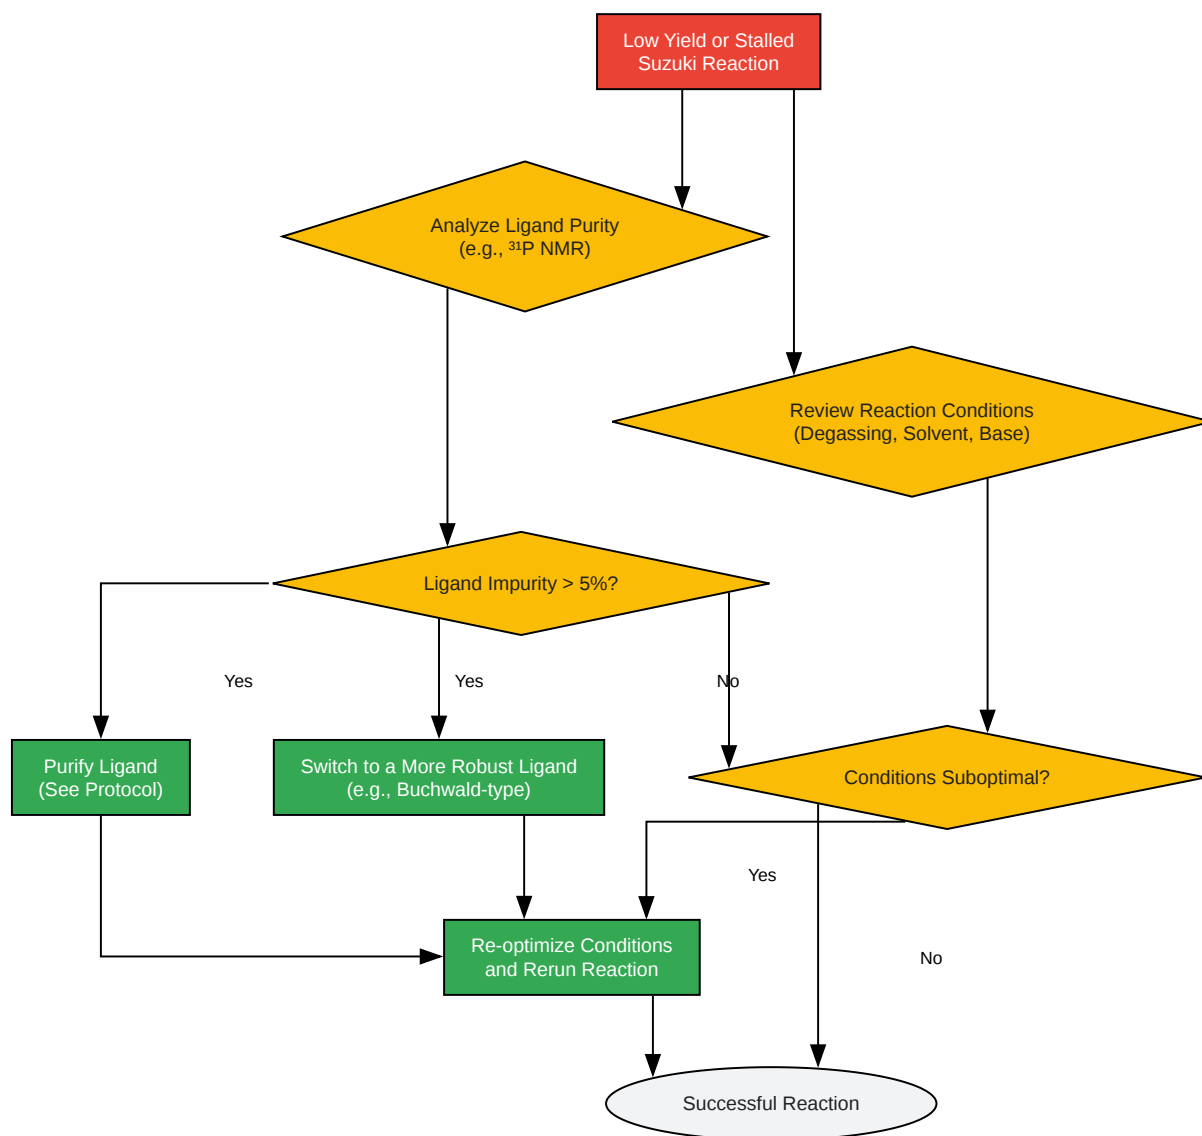 Low Yield or Stalled
Suzuki Reaction
Analyze Ligand Purity
(e.g., ³¹P NMR)
Review Reaction Conditions
(Degassing, Solvent, Base)
Ligand Impurity > 5%?
Yes
Yes
No
Purify Ligand
(See Protocol)
Switch to a More Robust Ligand
(e.g., Buchwald-type)
Conditions Suboptimal?
Yes
Re-optimize Conditions
and Rerun Reaction
No
Successful Reaction